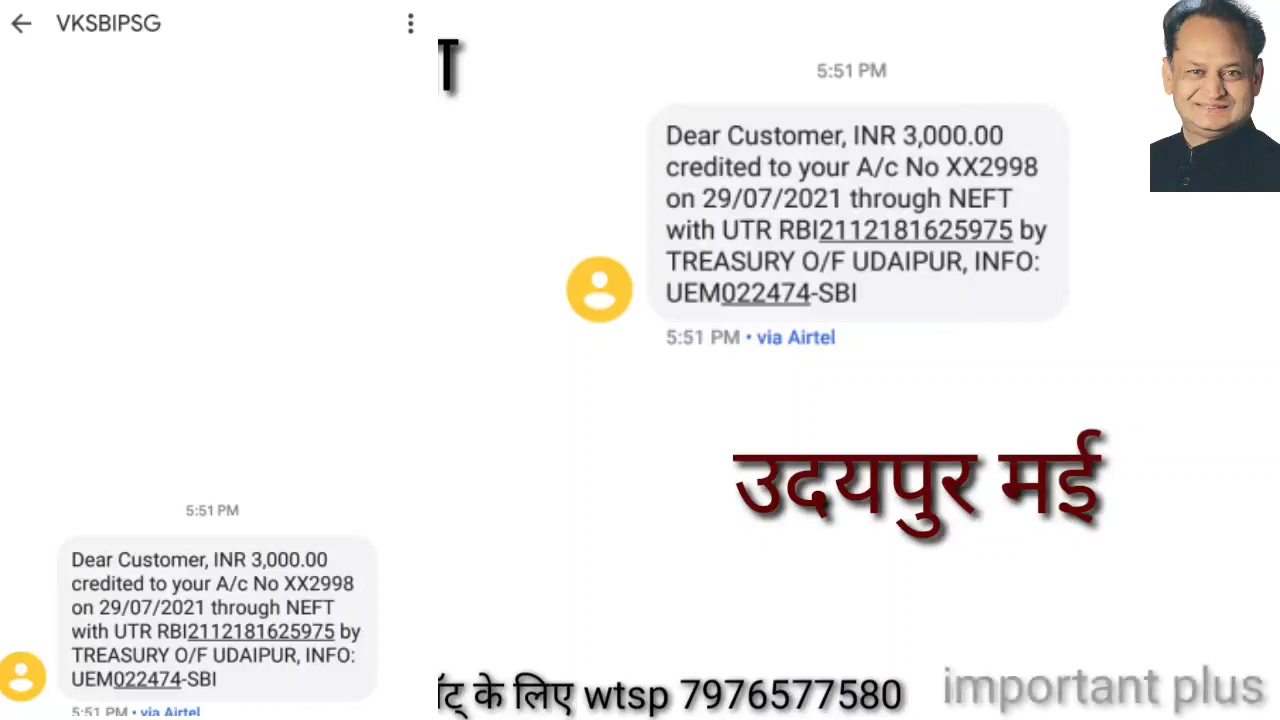 VKSBIPSG
5:51 PM
Dear Customer, INR 3,000.00
credited to your A/c No XX2998
on 29/07/2021 through NEFT
with UTR RBI2112181625975 by
TREASURY O/F UDAIPUR, INFO:
UEM022474-SBI
5:51 PM • via Airtel
5:51 PM
Dear Customer, INR 3,000.00
credited to your A/c No XX2998
on 29/07/2021 through NEFT
with UTR RBI2112181625975 by
TREASURY O/F UDAIPUR, INFO:
UEM022474-SBI
5:51 PM • via Airtel
उदयपुर मई
के लिए wtsp 7976577580
important plus